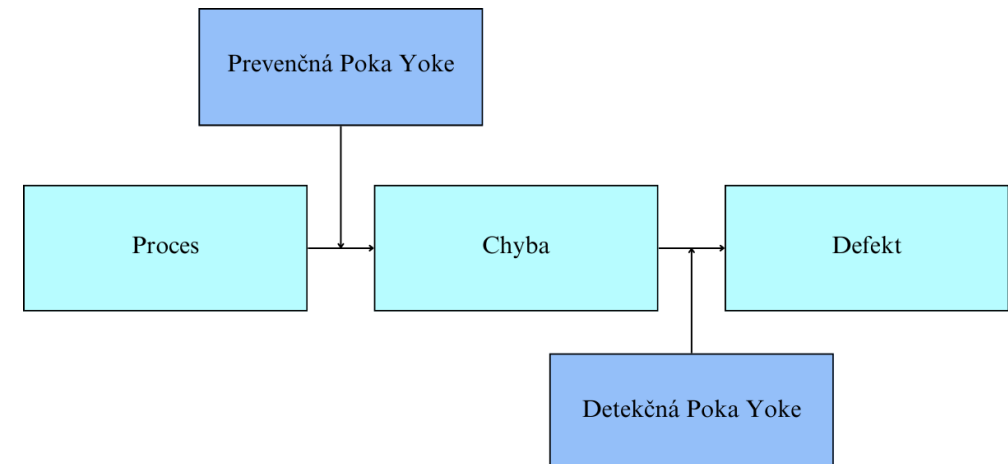 Prevenčná Poka Yoke
Proces
Chyba
Defekt
Detekčná Poka Yoke